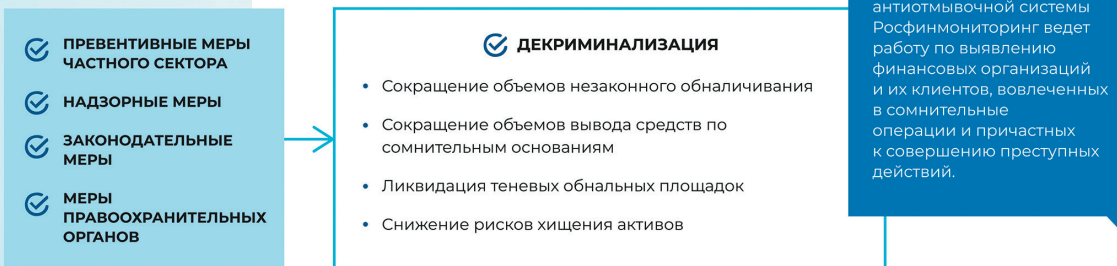 ПРЕВЕНТИВНЫЕ МЕРЫ
ЧАСТНОГО СЕКТОРА
НАДЗОРНЫЕ МЕРЫ
ЗАКОНОДАТЕЛЬНЫЕ
МЕРЫ
МЕРЫ
ПРАВООХРАНИТЕЛЬНЫХ
ОРГАНОВ
ДЕКРИМИНАЛИЗАЦИЯ
• Сокращение объемов незаконного обналичивания
• Сокращение объемов вывода средств по
сомнительным основаниям
• Ликвидация теневых обнальных площадок
• Снижение рисков хищения активов
антиотмывочной системы
Росфинмониторинг ведет
работу по выявлению
финансовых организаций
и их клиентов, вовлеченных
в сомнительные
операции и причастных
к совершению преступных
действий.